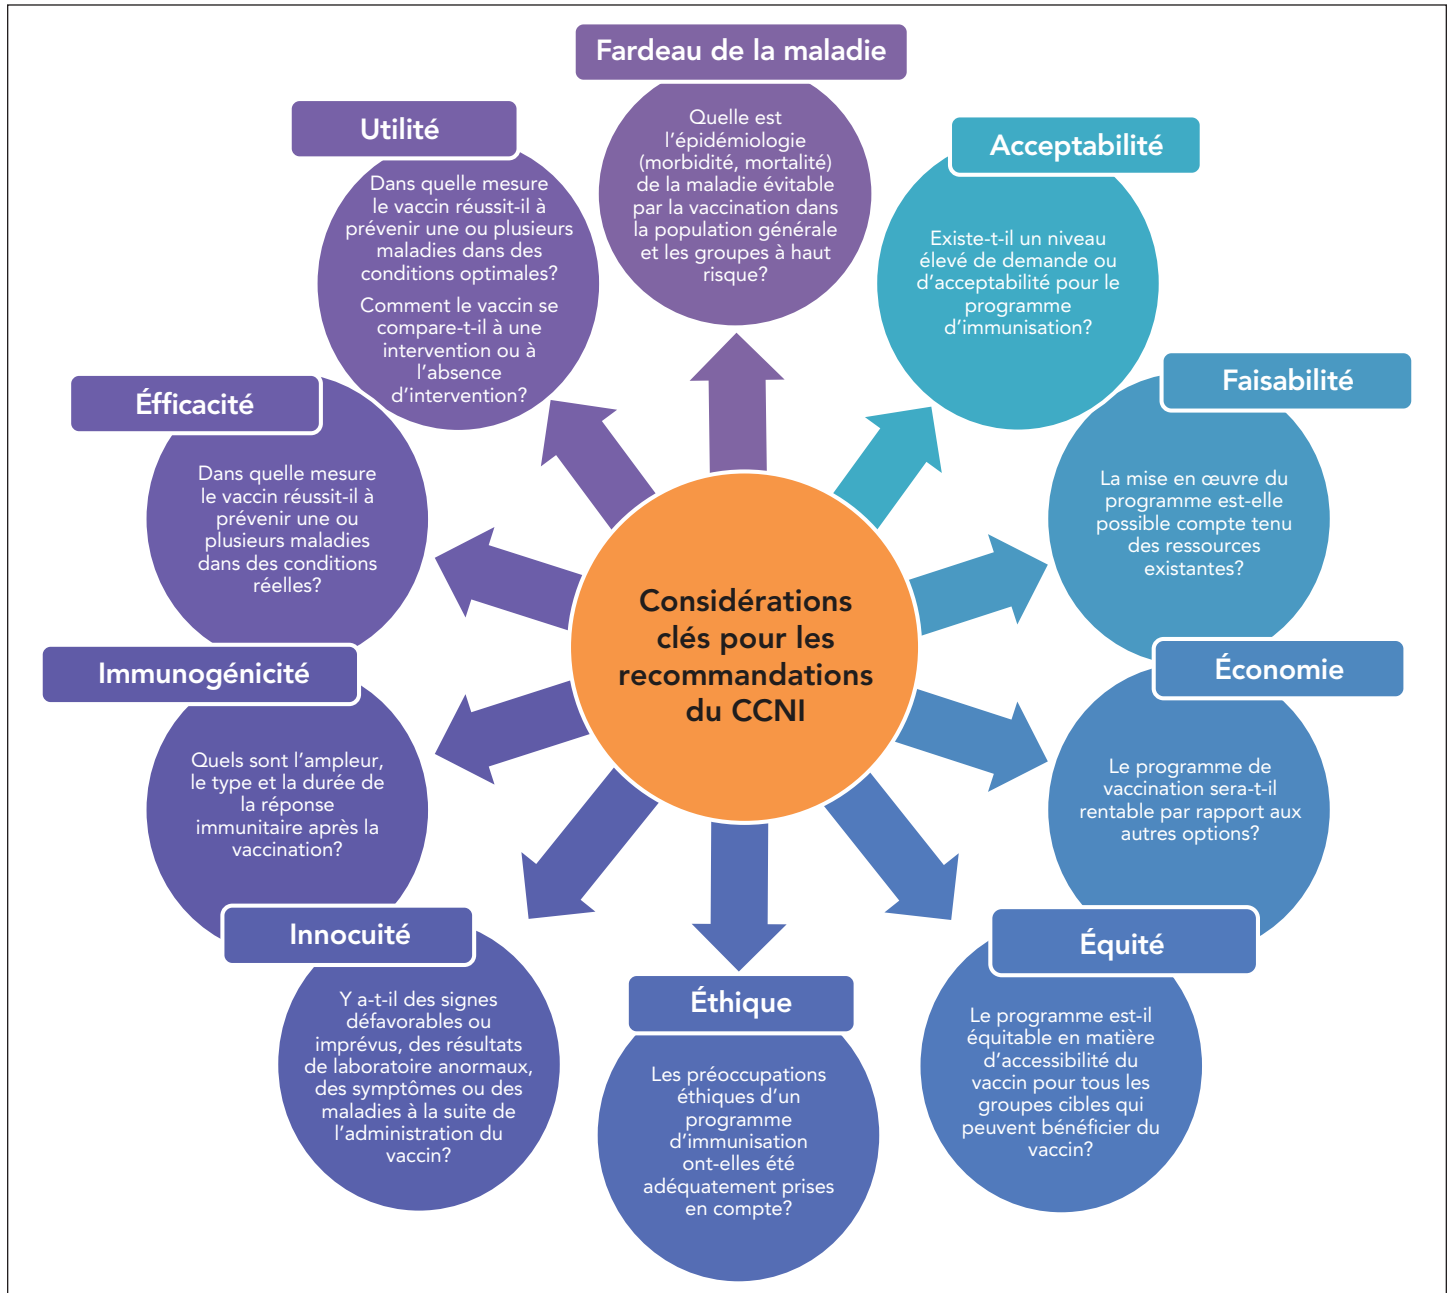 Fardeau de la maladie
Quelle est
l’épidémiologie
(morbidité, mortalité)
de la maladie évitable
par la vaccination dans
la population générale
et les groupes à haut
risque?
Acceptabilité
Existe-t-il un niveau
élevé de demande ou
d’acceptabilité pour le
programme
d’immunisation?
Faisabilité
La mise en œuvre du
programme est-elle
possible compte tenu
des ressources
existantes?
Économie
Le programme de
vaccination sera-t-il
rentable par rapport aux
autres options?
Équité
Le programme est-il
équitable en matière
d’accessibilité du
vaccin pour tous les
groupes cibles qui
peuvent bénéficier du
vaccin?
Éthique
Les préoccupations
éthiques d’un
programme
d’immunisation
ont-elles été
adéquatement prises
en compte?
Innocuité
Y a-t-il des signes
défavorables ou
imprévus, des résultats
de laboratoire anormaux,
des symptômes ou des
maladies à la suite de
l’administration du
vaccin?
Immunogénicité
Quels sont l’ampleur,
le type et la durée de
la réponse
immunitaire après la
vaccination?
Éfficacité
Dans quelle mesure
le vaccin réussit-il à
prévenir une ou
plusieurs maladies
dans des conditions
réelles?
Utilité
Dans quelle mesure
le vaccin réussit-il à
prévenir une ou plusieurs
maladies dans des
conditions optimales?
Comment le vaccin se
compare-t-il à une
intervention ou à
l’absence
d’intervention?
Considérations
clés pour les
recommandations
du CCNI